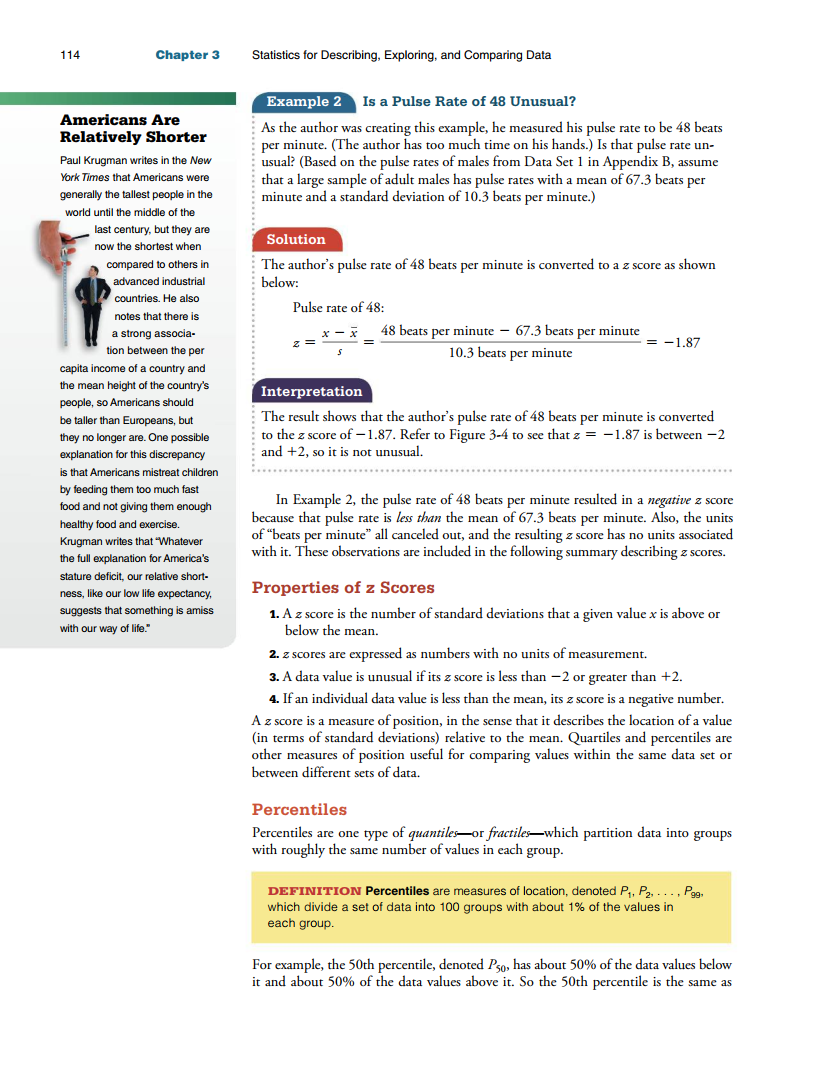 114 Chapter 3 Statistics for Describing, Exploring, and Comparing Data
Americans Are
Relatively Shorter
Paul Krugman writes in the New
York Times that Americans were
generally the tallest people in the
world until the middle of the
last century, but they are
now the shortest when
compared to others in
advanced industrial
countries. He also
notes that there is
a strong associa-
tion between the per
capita income of a country and
the mean height of the country's
people, so Americans should
be taller than Europeans, but
they no longer are. One possible
explanation for this discrepancy
is that Americans mistreat children
by feeding them too much fast
food and not giving them enough
healthy food and exercise.
Krugman writes that "Whatever
the full explanation for America's
stature deficit, our relative short-
ness, like our low life expectancy,
suggests that something is amiss
with our way of life."
Example 2 Is a Pulse Rate of 48 Unusual?
As the author was creating this example, he measured his pulse rate to be 48 beats
per minute. (The author has too much time on his hands.) Is that pulse rate un-
usual? (Based on the pulse rates of males from Data Set 1 in Appendix B, assume
that a large sample of adult males has pulse rates with a mean of 67.3 beats per
minute and a standard deviation of 10.3 beats per minute.)
Solution
The author's pulse rate of 48 beats per minute is converted to a z score as shown
below:
Pulse rate of 48:
z = (x − x̄)/s = (48 beats per minute − 67.3 beats per minute)/(10.3 beats per minute) = −1.87
Interpretation
The result shows that the author's pulse rate of 48 beats per minute is converted
to the z score of −1.87. Refer to Figure 3-4 to see that z = −1.87 is between −2
and +2, so it is not unusual.
In Example 2, the pulse rate of 48 beats per minute resulted in a negative z score
because that pulse rate is less than the mean of 67.3 beats per minute. Also, the units
of "beats per minute" all canceled out, and the resulting z score has no units associated
with it. These observations are included in the following summary describing z scores.
Properties of z Scores
1. A z score is the number of standard deviations that a given value x is above or
below the mean.
2. z scores are expressed as numbers with no units of measurement.
3. A data value is unusual if its z score is less than −2 or greater than +2.
4. If an individual data value is less than the mean, its z score is a negative number.
A z score is a measure of position, in the sense that it describes the location of a value
(in terms of standard deviations) relative to the mean. Quartiles and percentiles are
other measures of position useful for comparing values within the same data set or
between different sets of data.
Percentiles
Percentiles are one type of quantiles—or fractiles—which partition data into groups
with roughly the same number of values in each group.
DEFINITION Percentiles are measures of location, denoted P₁, P₂, . . . , P₉₉,
which divide a set of data into 100 groups with about 1% of the values in
each group.
For example, the 50th percentile, denoted P₅₀, has about 50% of the data values below
it and about 50% of the data values above it. So the 50th percentile is the same as